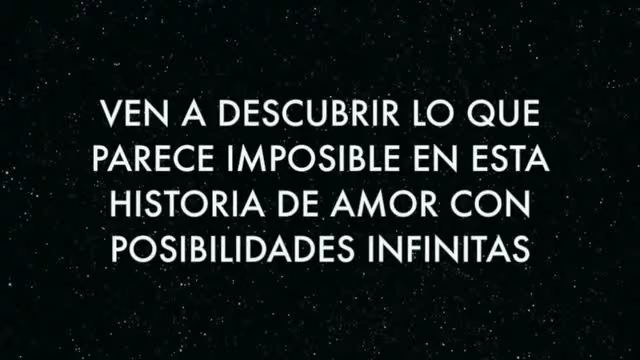 VEN A DESCUBRIR LO QUE
PARECE IMPOSIBLE EN ESTA
HISTORIA DE AMOR CON
POSIBILIDADES INFINITAS